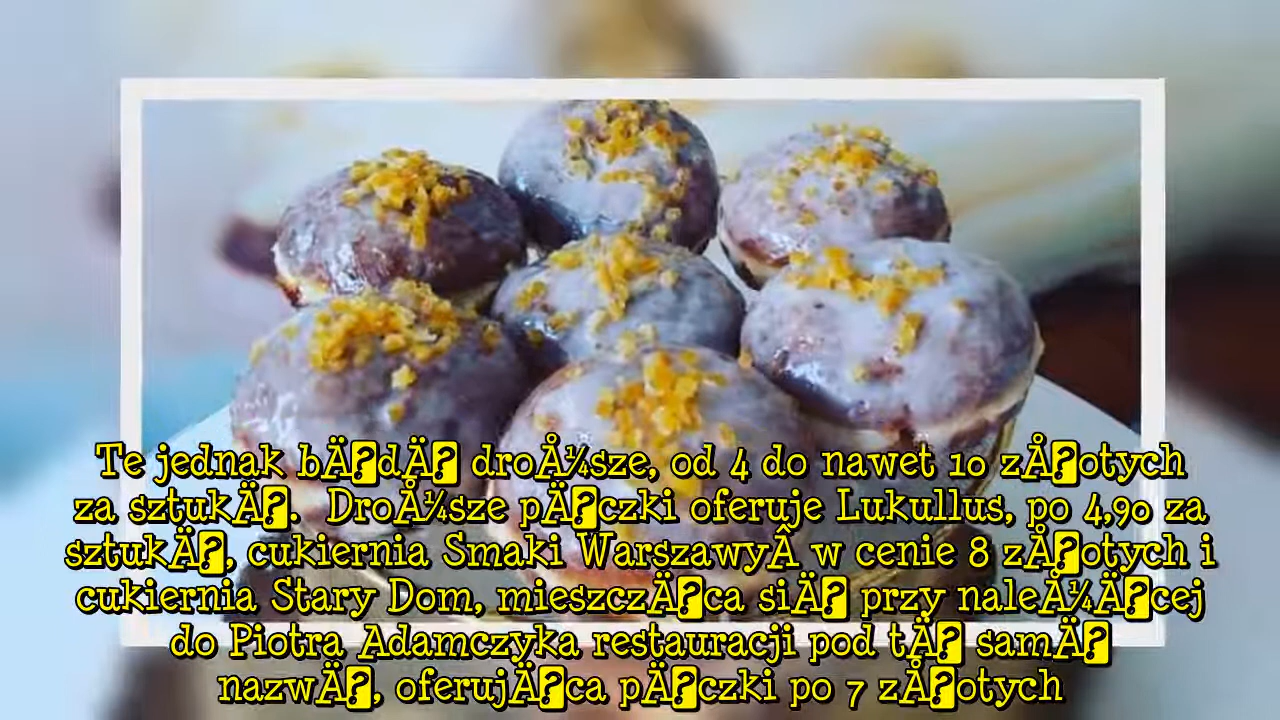 Te jednak bÄ�dÄ� droÅ¼sze, od 4 do nawet 10 zÅ�otych
za sztukÄ�. DroÅ¼sze pÄ�czki oferuje Lukullus, po 4,90 za
sztukÄ�, cukiernia Smaki WarszawyÂ w cenie 8 zÅ�otych i
cukiernia Stary Dom, mieszczÄ�ca siÄ� przy naleÅ¼Ä�cej
do Piotra Adamczyka restauracji pod tÄ� samÄ�
nazwÄ�, oferujÄ�ca pÄ�czki po 7 zÅ�otych